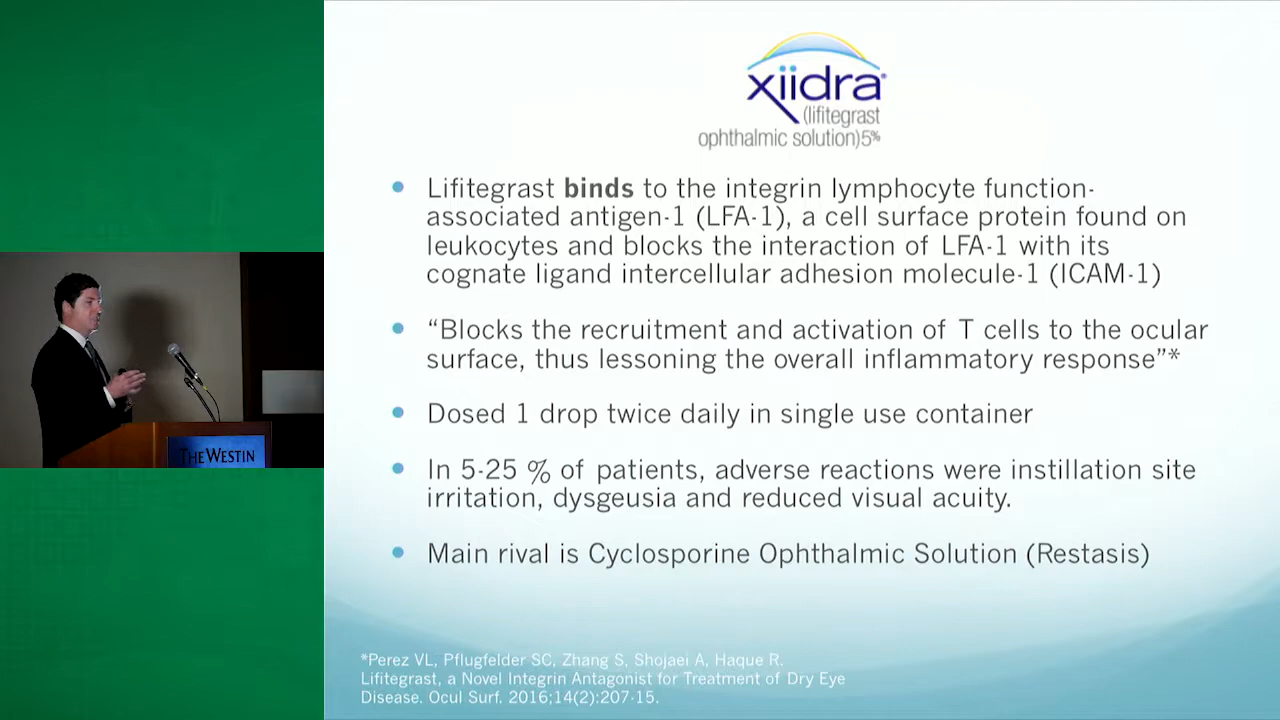 xiidra®
(lifitegrast
ophthalmic solution)5%
• Lifitegrast binds to the integrin lymphocyte function-
associated antigen-1 (LFA-1), a cell surface protein found on
leukocytes and blocks the interaction of LFA-1 with its
cognate ligand intercellular adhesion molecule-1 (ICAM-1)
• “Blocks the recruitment and activation of T cells to the ocular
surface, thus lessoning the overall inflammatory response”*
• Dosed 1 drop twice daily in single use container
• In 5-25 % of patients, adverse reactions were instillation site
irritation, dysgeusia and reduced visual acuity.
• Main rival is Cyclosporine Ophthalmic Solution (Restasis)
*Perez VL, Pflugfelder SC, Zhang S, Shojaei A, Haque R.
Lifitegrast, a Novel Integrin Antagonist for Treatment of Dry Eye
Disease. Ocul Surf. 2016;14(2):207-15.
THE WESTIN